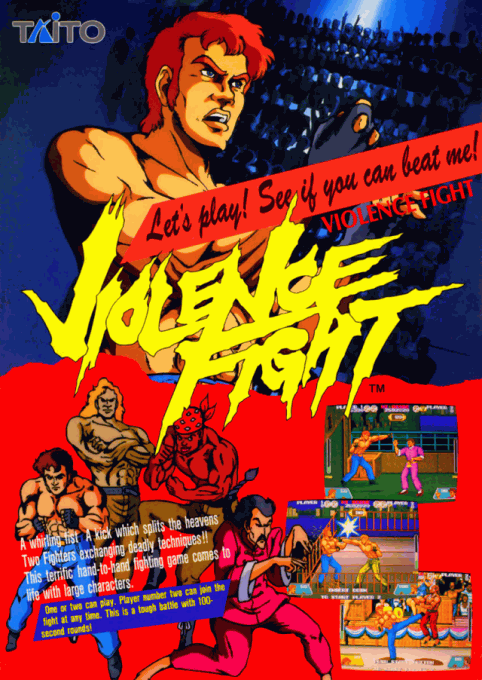 TAITO
Let's play! See if you can beat me!
VIOLENCE FIGHT
VIOLENCE
FIGHT
TM
A whirling fist A kick which splits the heavens
Two Fighters exchanging deadly techniques!!
This terrific hand-to-hand fighting game comes to
life with large characters.
One or two can play. Player number two can join the
fight at any time. This is a tough battle with 100-
second rounds!